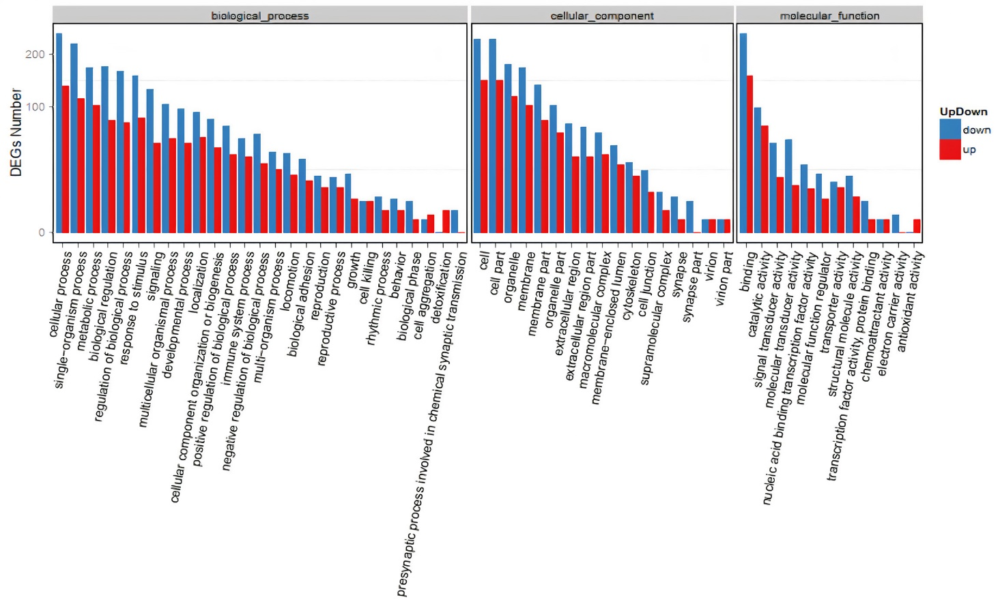 biological_process
cellular_component
molecular_function
DEGs Number
200
100
0
UpDown
down
up
cellular process
single−organism process
metabolic process
biological regulation
regulation of biological process
response to stimulus
signaling
multicellular organismal process
developmental process
localization
cellular component organization or biogenesis
positive regulation of biological process
immune system process
negative regulation of biological process
multi−organism process
locomotion
biological adhesion
reproduction
reproductive process
growth
cell killing
rhythmic process
behavior
biological phase
cell aggregation
detoxification
presynaptic process involved in chemical synaptic transmission
cell
cell part
organelle
membrane
membrane part
organelle part
extracellular region
extracellular region part
macromolecular complex
membrane−enclosed lumen
cytoskeleton
cell junction
supramolecular complex
synapse
synapse part
virion
virion part
binding
catalytic activity
signal transducer activity
molecular transducer activity
nucleic acid binding transcription factor activity
molecular function regulator
transporter activity
structural molecule activity
transcription factor activity, protein binding
chemoattractant activity
electron carrier activity
antioxidant activity